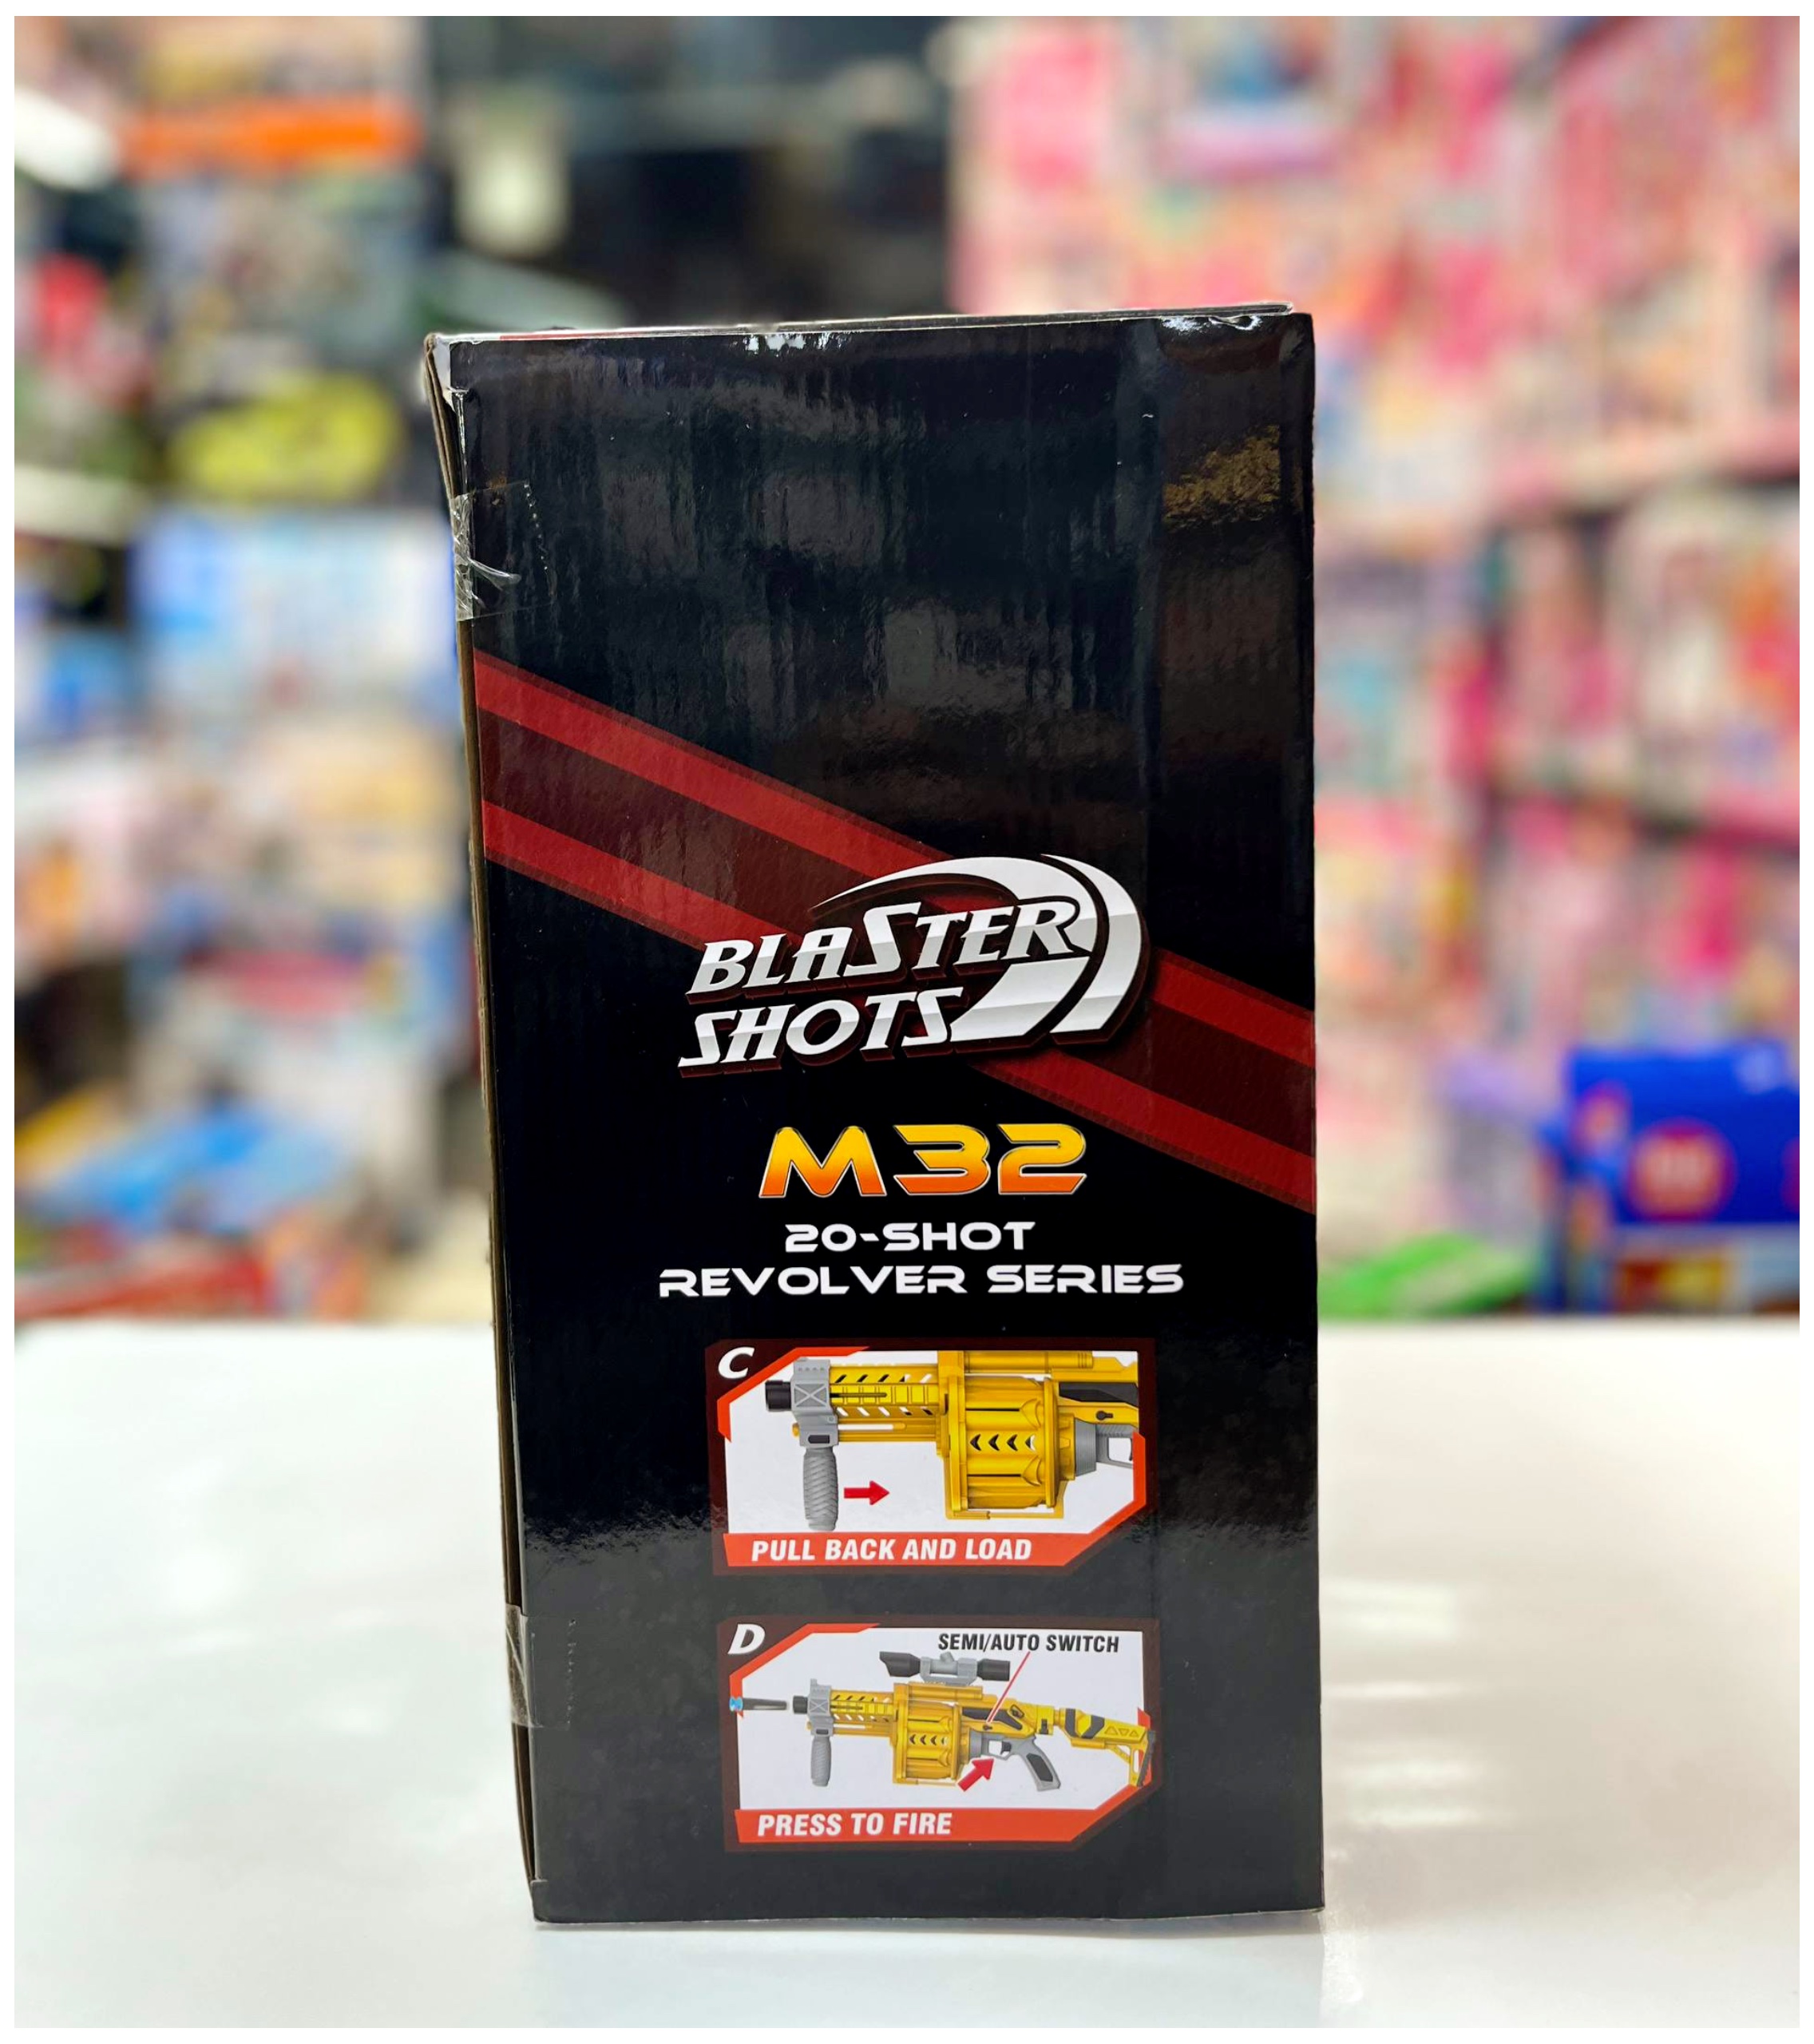 BLASTER
SHOTS
M32
20-SHOT
REVOLVER SERIES
C
PULL BACK AND LOAD
D
SEMI/AUTO SWITCH
PRESS TO FIRE